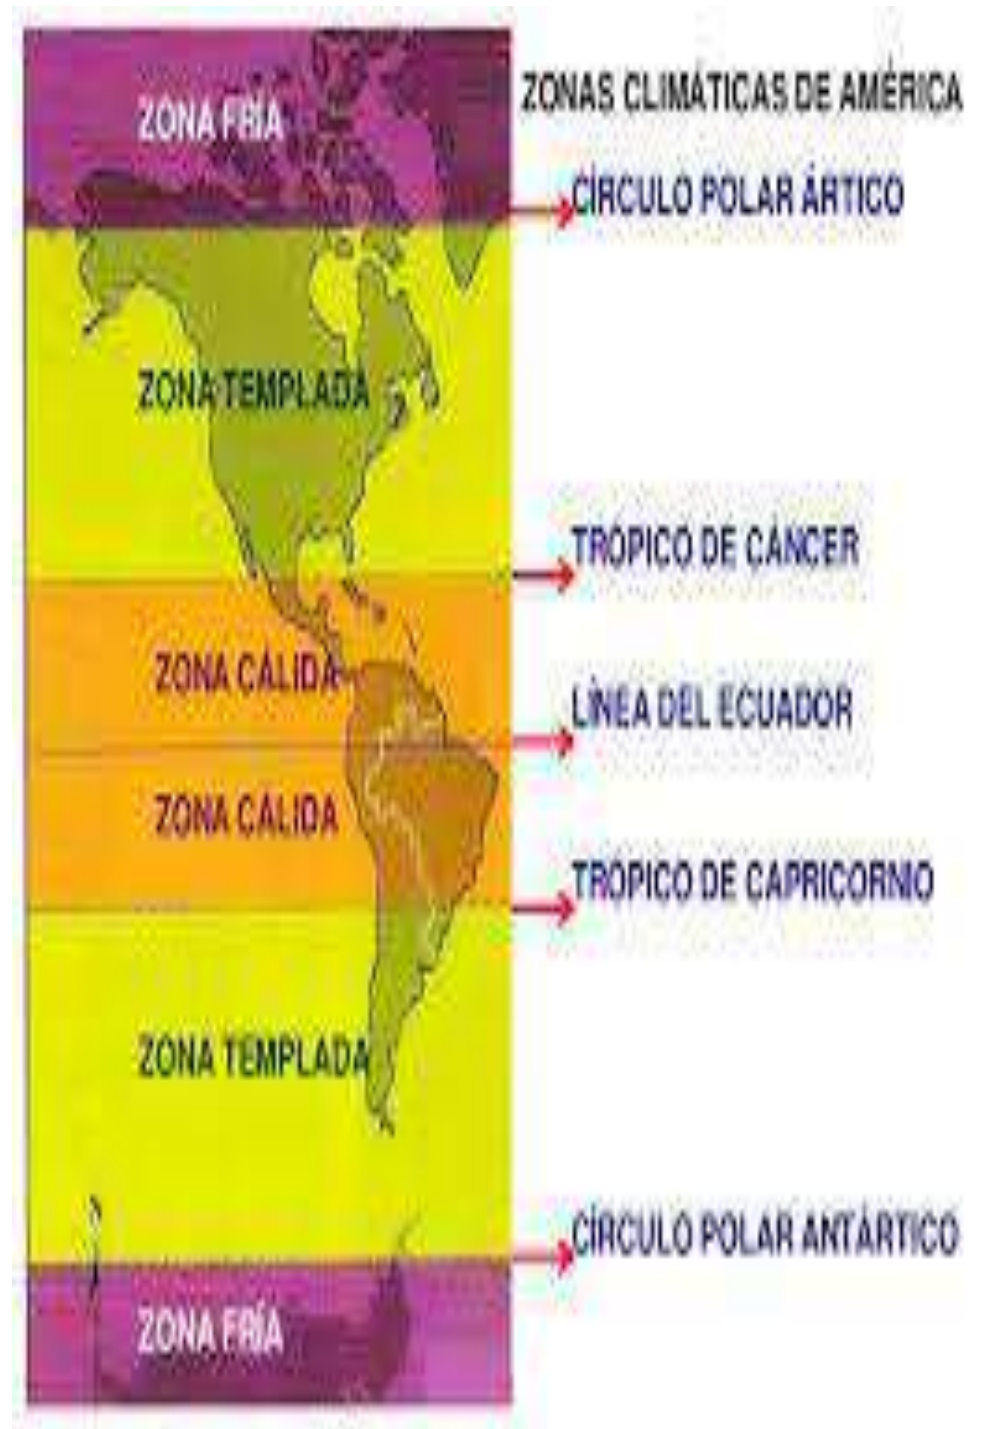 ZONA FRÍA
ZONAS CLIMÁTICAS DE AMÉRICA
CÍRCULO POLAR ÁRTICO
ZONA TEMPLADA
TRÓPICO DE CÁNCER
ZONA CÁLIDA
LÍNEA DEL ECUADOR
ZONA CÁLIDA
TRÓPICO DE CAPRICORNIO
ZONA TEMPLADA
CÍRCULO POLAR ANTÁRTICO
ZONA FRÍA